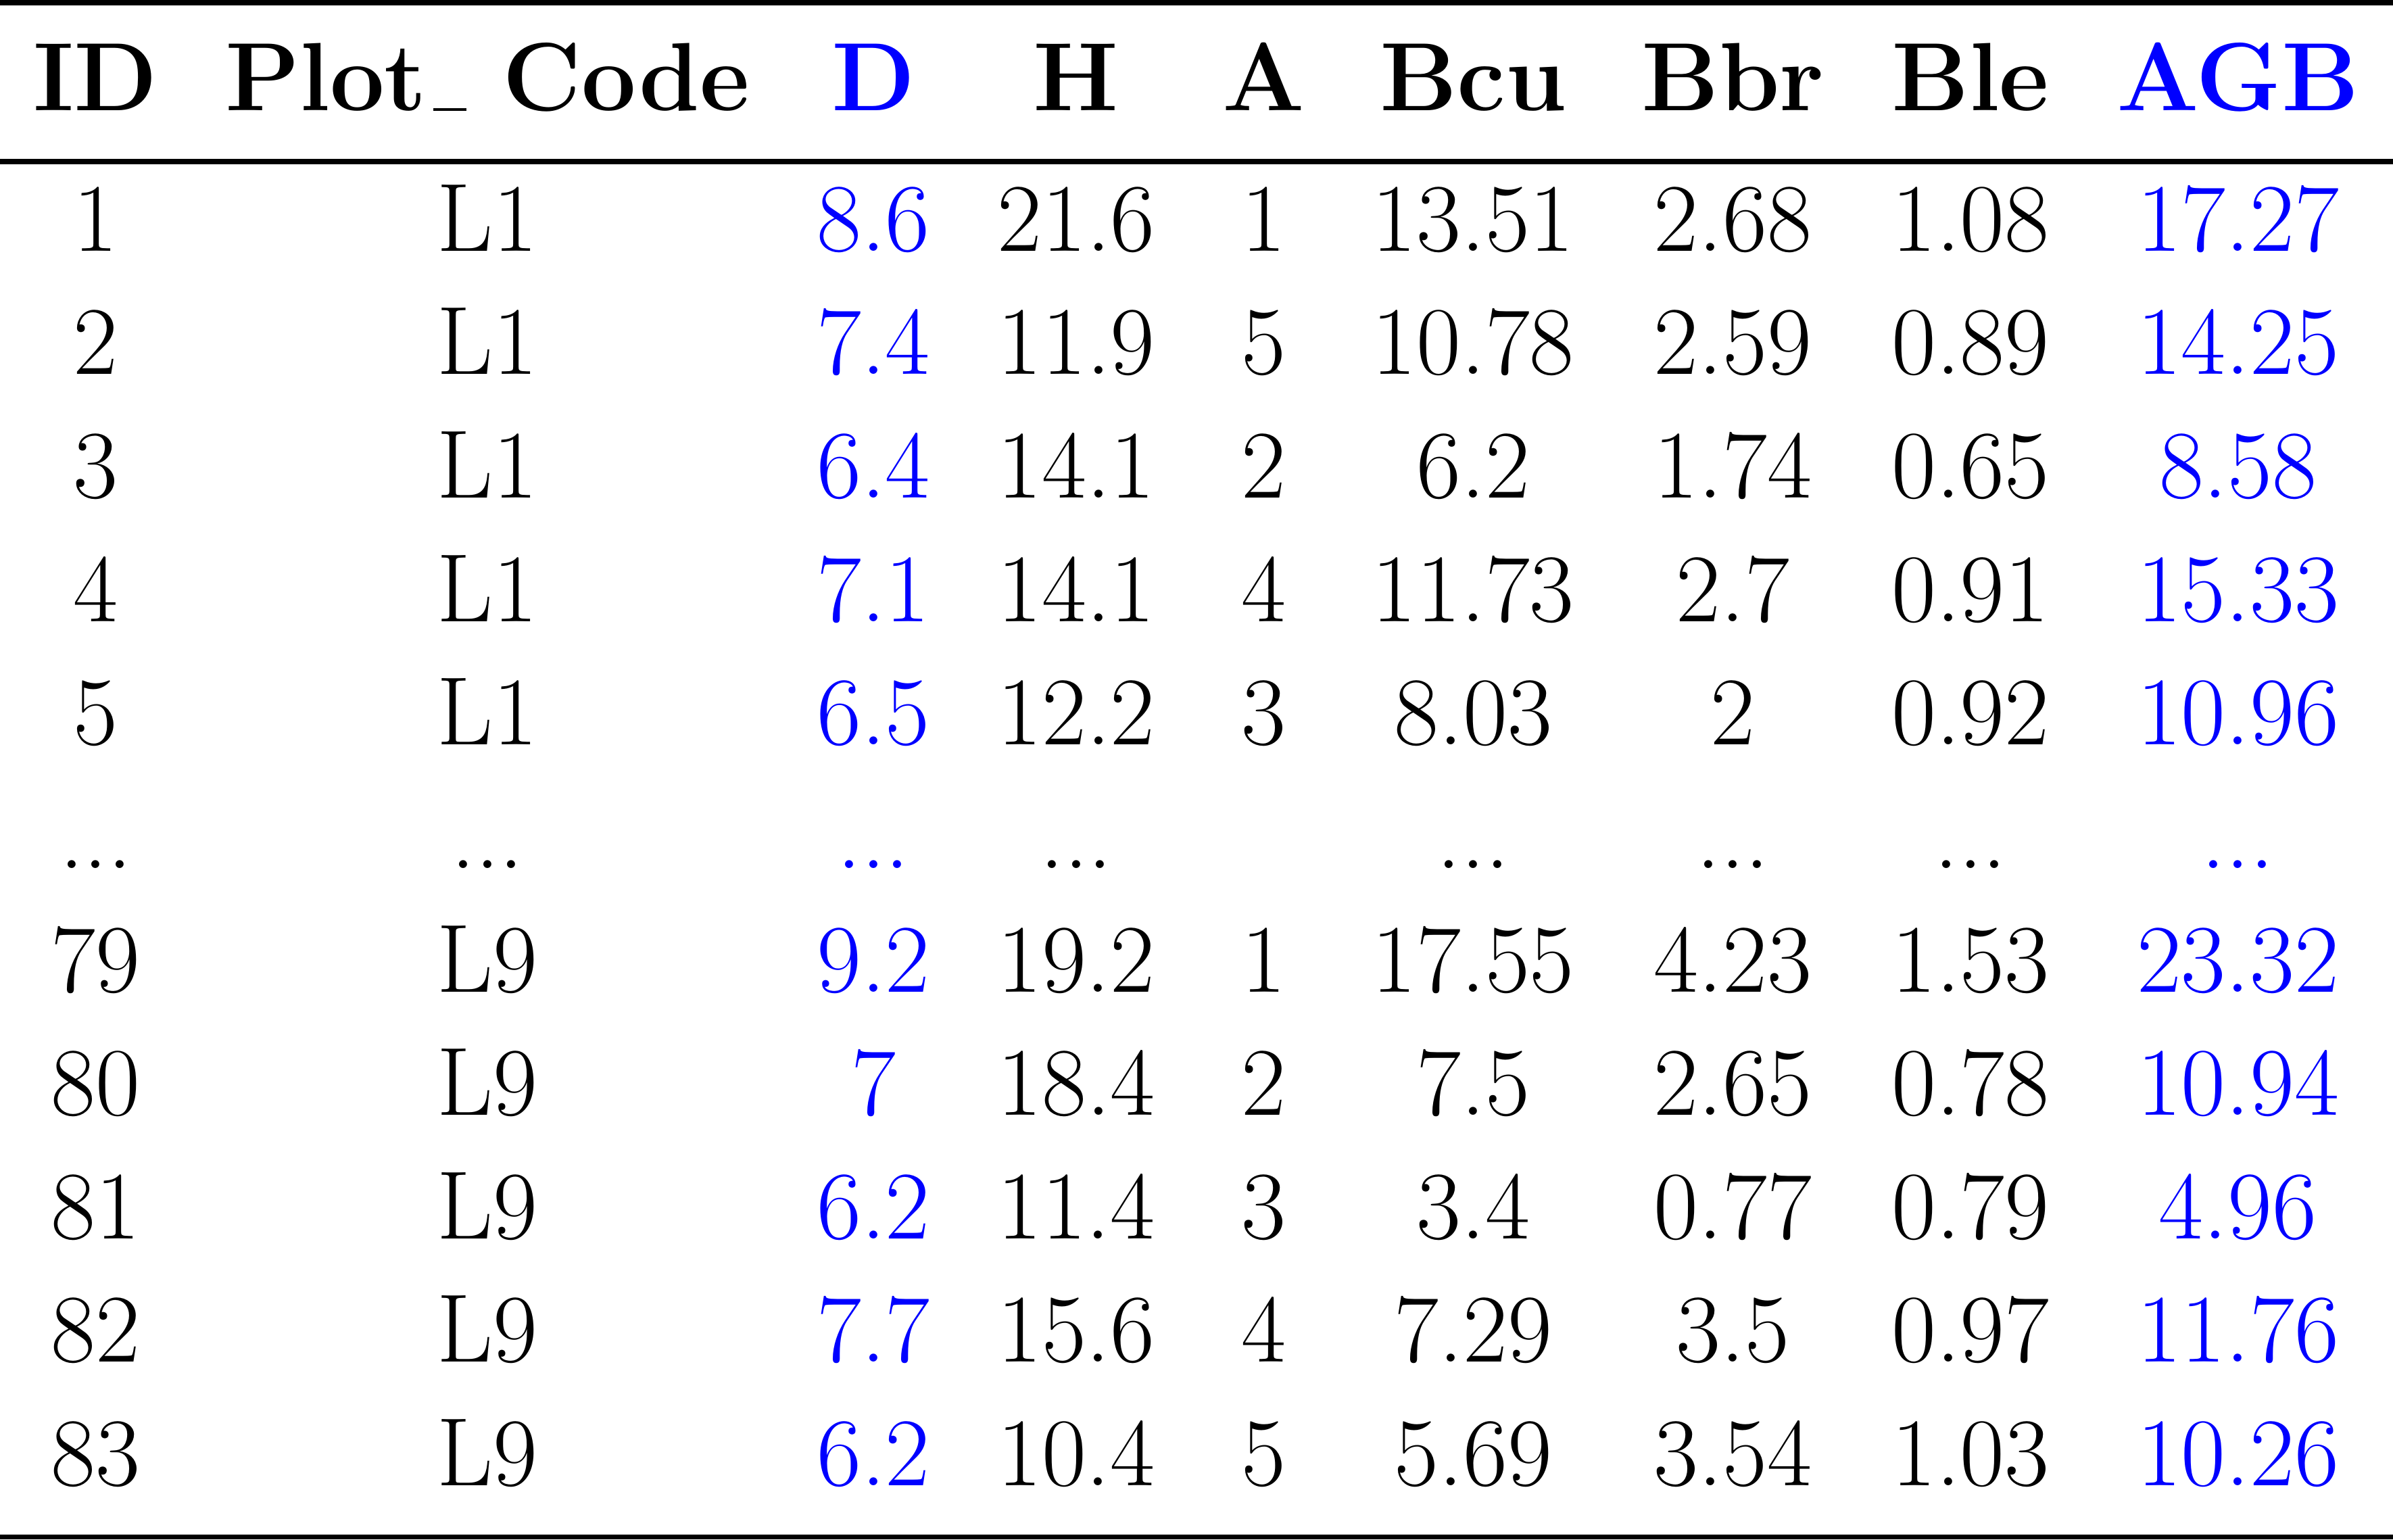 ID Plot_ Code D H A Bcu Bbr Ble AGB
1 L1 8.6 21.6 1 13.51 2.68 1.08 17.27
2 L1 7.4 11.9 5 10.78 2.59 0.89 14.25
3 L1 6.4 14.1 2 6.2 1.74 0.65 8.58
4 L1 7.1 14.1 4 11.73 2.7 0.91 15.33
5 L1 6.5 12.2 3 8.03 2 0.92 10.96
... ... ... ... ... ... ... ...
79 L9 9.2 19.2 1 17.55 4.23 1.53 23.32
80 L9 7 18.4 2 7.5 2.65 0.78 10.94
81 L9 6.2 11.4 3 3.4 0.77 0.79 4.96
82 L9 7.7 15.6 4 7.29 3.5 0.97 11.76
83 L9 6.2 10.4 5 5.69 3.54 1.03 10.26